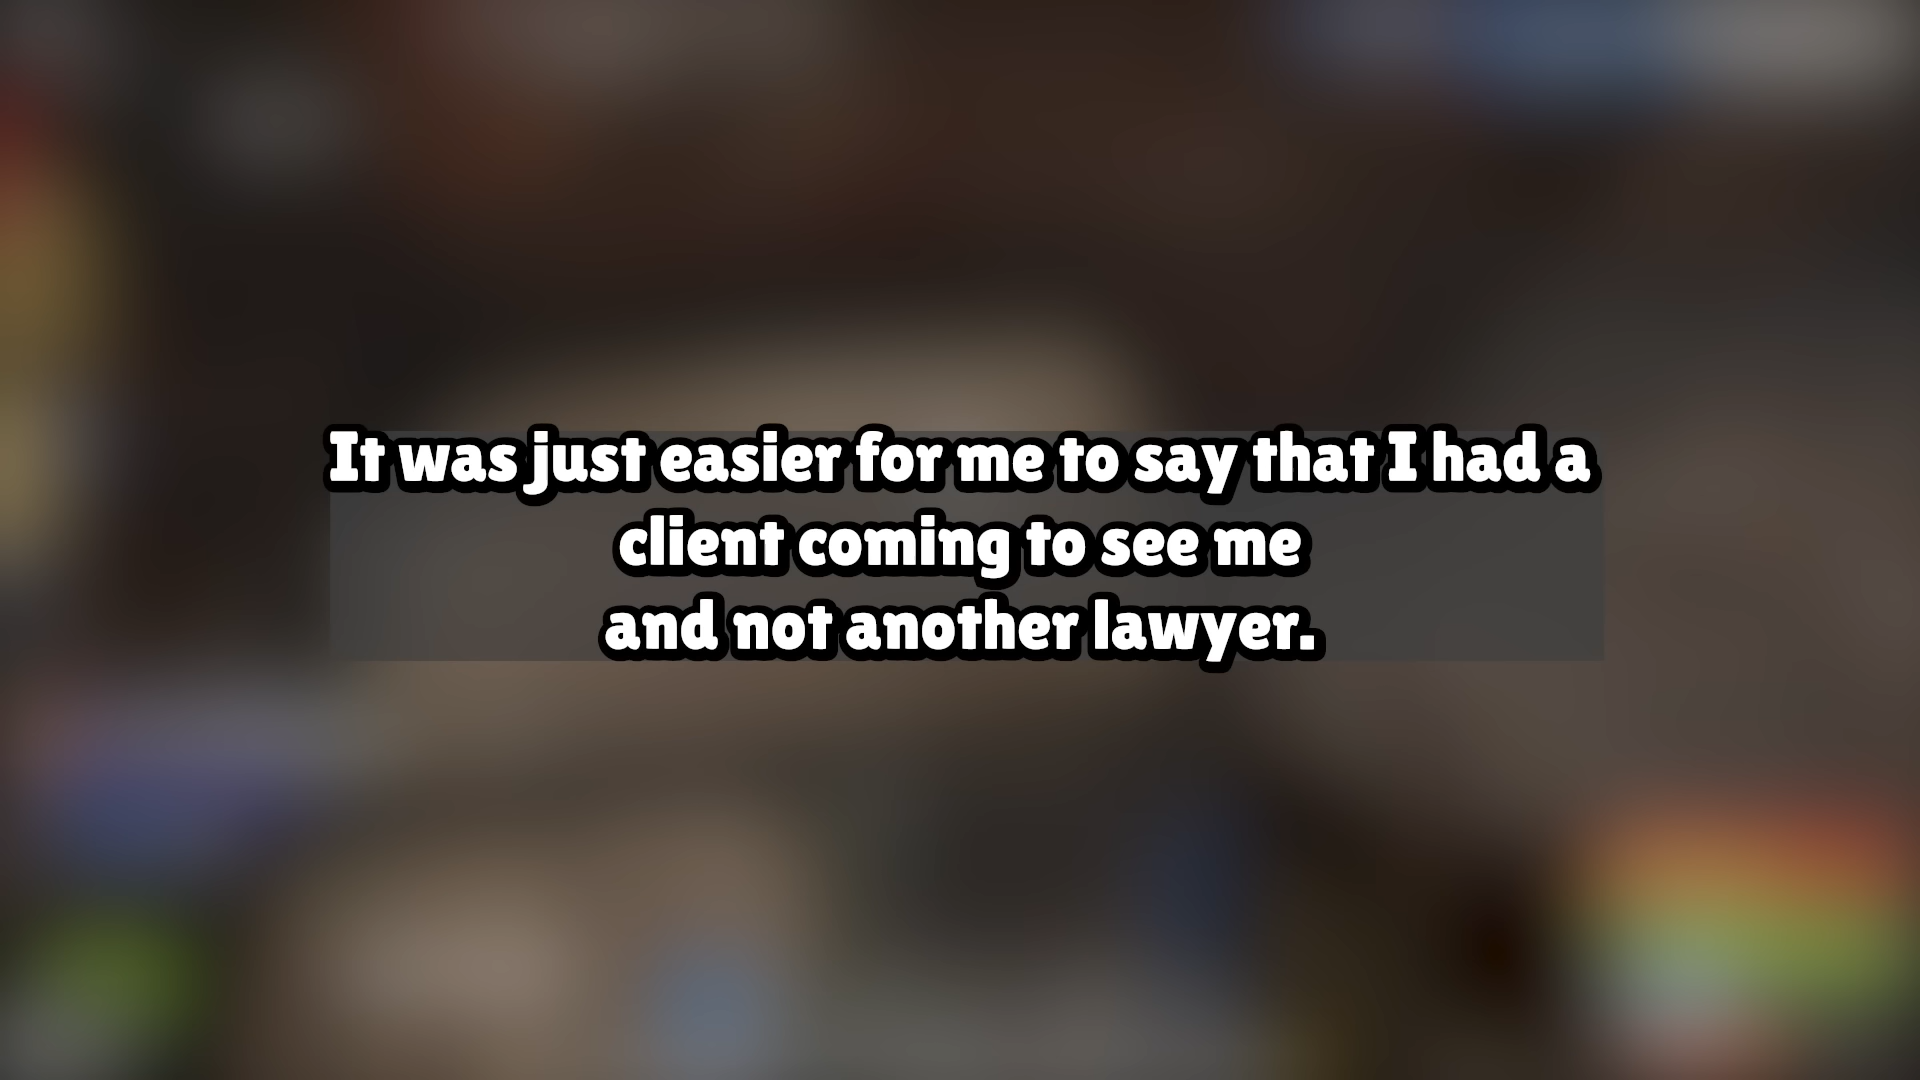 It was just easier for me to say that I had a
client coming to see me
and not another lawyer.